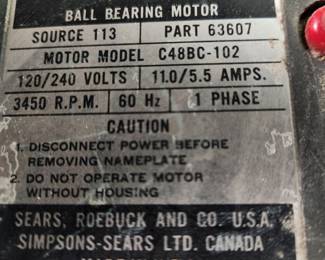 BALL BEARING MOTOR
SOURCE 113 PART 63607
MOTOR MODEL C48BC-102
120/240 VOLTS 11.0/5.5 AMPS.
3450 R.P.M. 60 Hz 1 PHASE
CAUTION
1. DISCONNECT POWER BEFORE
REMOVING NAMEPLATE
2. DO NOT OPERATE MOTOR
WITHOUT HOUSING
SEARS, ROEBUCK AND CO. U.S.A.
SIMPSONS-SEARS LTD. CANADA